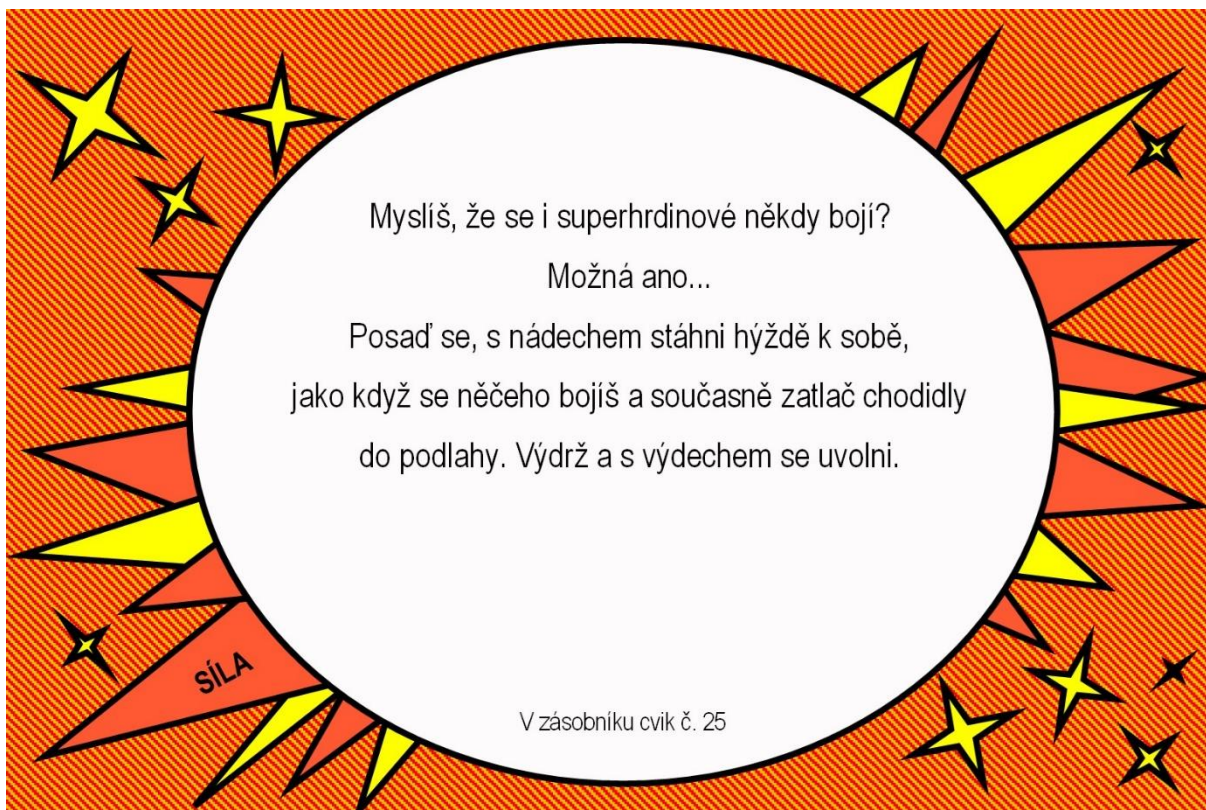 Myslíš, že se i superhrdinové někdy bojí?
Možná ano...
Posaď se, s nádechem stáhni hýždě k sobě,
jako když se něčeho bojíš a současně zatlač chodidly
do podlahy. Výdrž a s výdechem se uvolni.
SÍLA
V zásobníku cvik č. 25